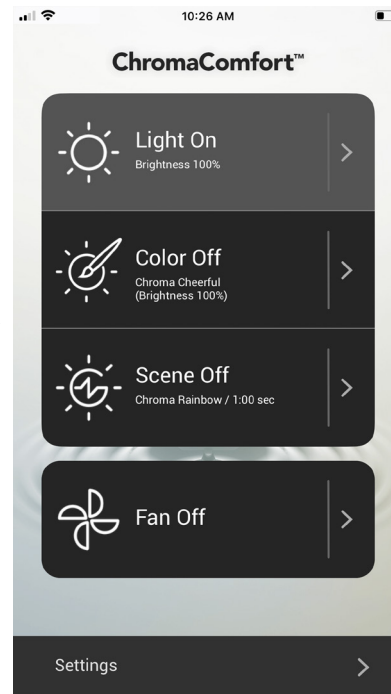 10:26 AM
ChromaComfort™
Light On
Brightness 100%
Color Off
Chroma Cheerful
(Brightness 100%)
Scene Off
Chroma Rainbow / 1:00 sec
Fan Off
Settings